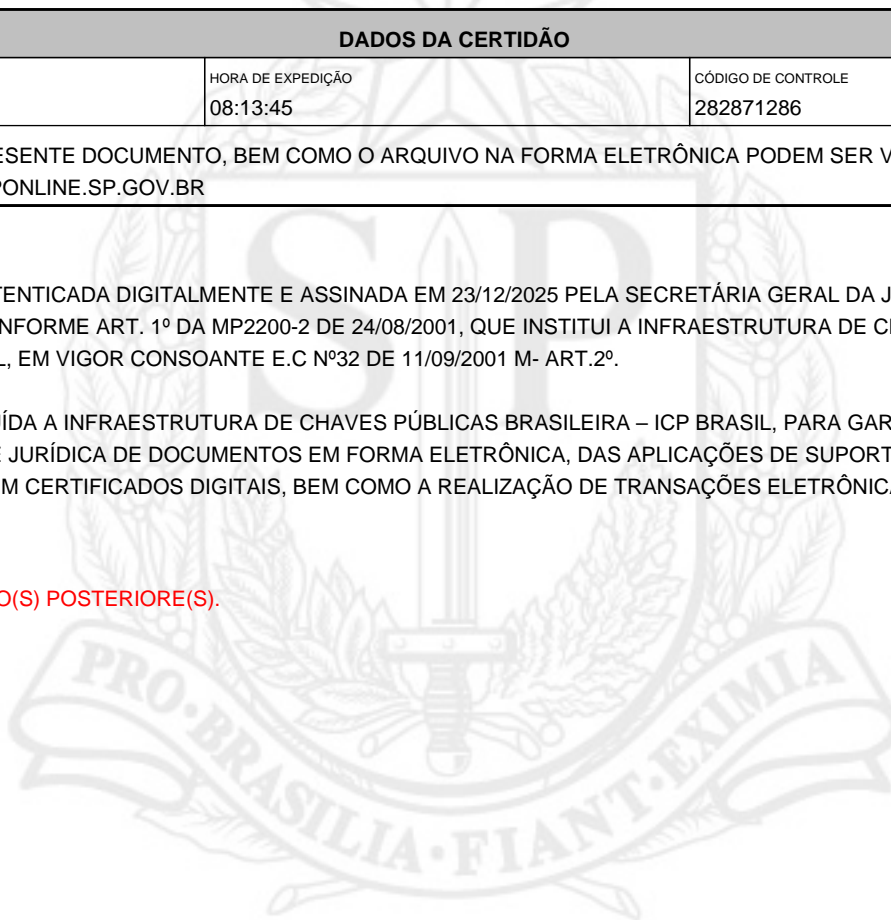 DADOS DA CERTIDÃO
HORA DE EXPEDIÇÃO
CÓDIGO DE CONTROLE
08:13:45
282871286
ESENTE DOCUMENTO, BEM COMO O ARQUIVO NA FORMA ELETRÔNICA PODEM SER V
PONLINE.SP.GOV.BR
TENTICADA DIGITALMENTE E ASSINADA EM 23/12/2025 PELA SECRETÁRIA GERAL DA J
NFORME ART. 1º DA MP2200-2 DE 24/08/2001, QUE INSTITUI A INFRAESTRUTURA DE C
L, EM VIGOR CONSOANTE E.C Nº32 DE 11/09/2001 M- ART.2º.
ÍDA A INFRAESTRUTURA DE CHAVES PÚBLICAS BRASILEIRA – ICP BRASIL, PARA GAR
E JURÍDICA DE DOCUMENTOS EM FORMA ELETRÔNICA, DAS APLICAÇÕES DE SUPORT
M CERTIFICADOS DIGITAIS, BEM COMO A REALIZAÇÃO DE TRANSAÇÕES ELETRÔNICA
O(S) POSTERIORE(S).
SP
PRO·BRASILIA·FIANT·EXIMIA